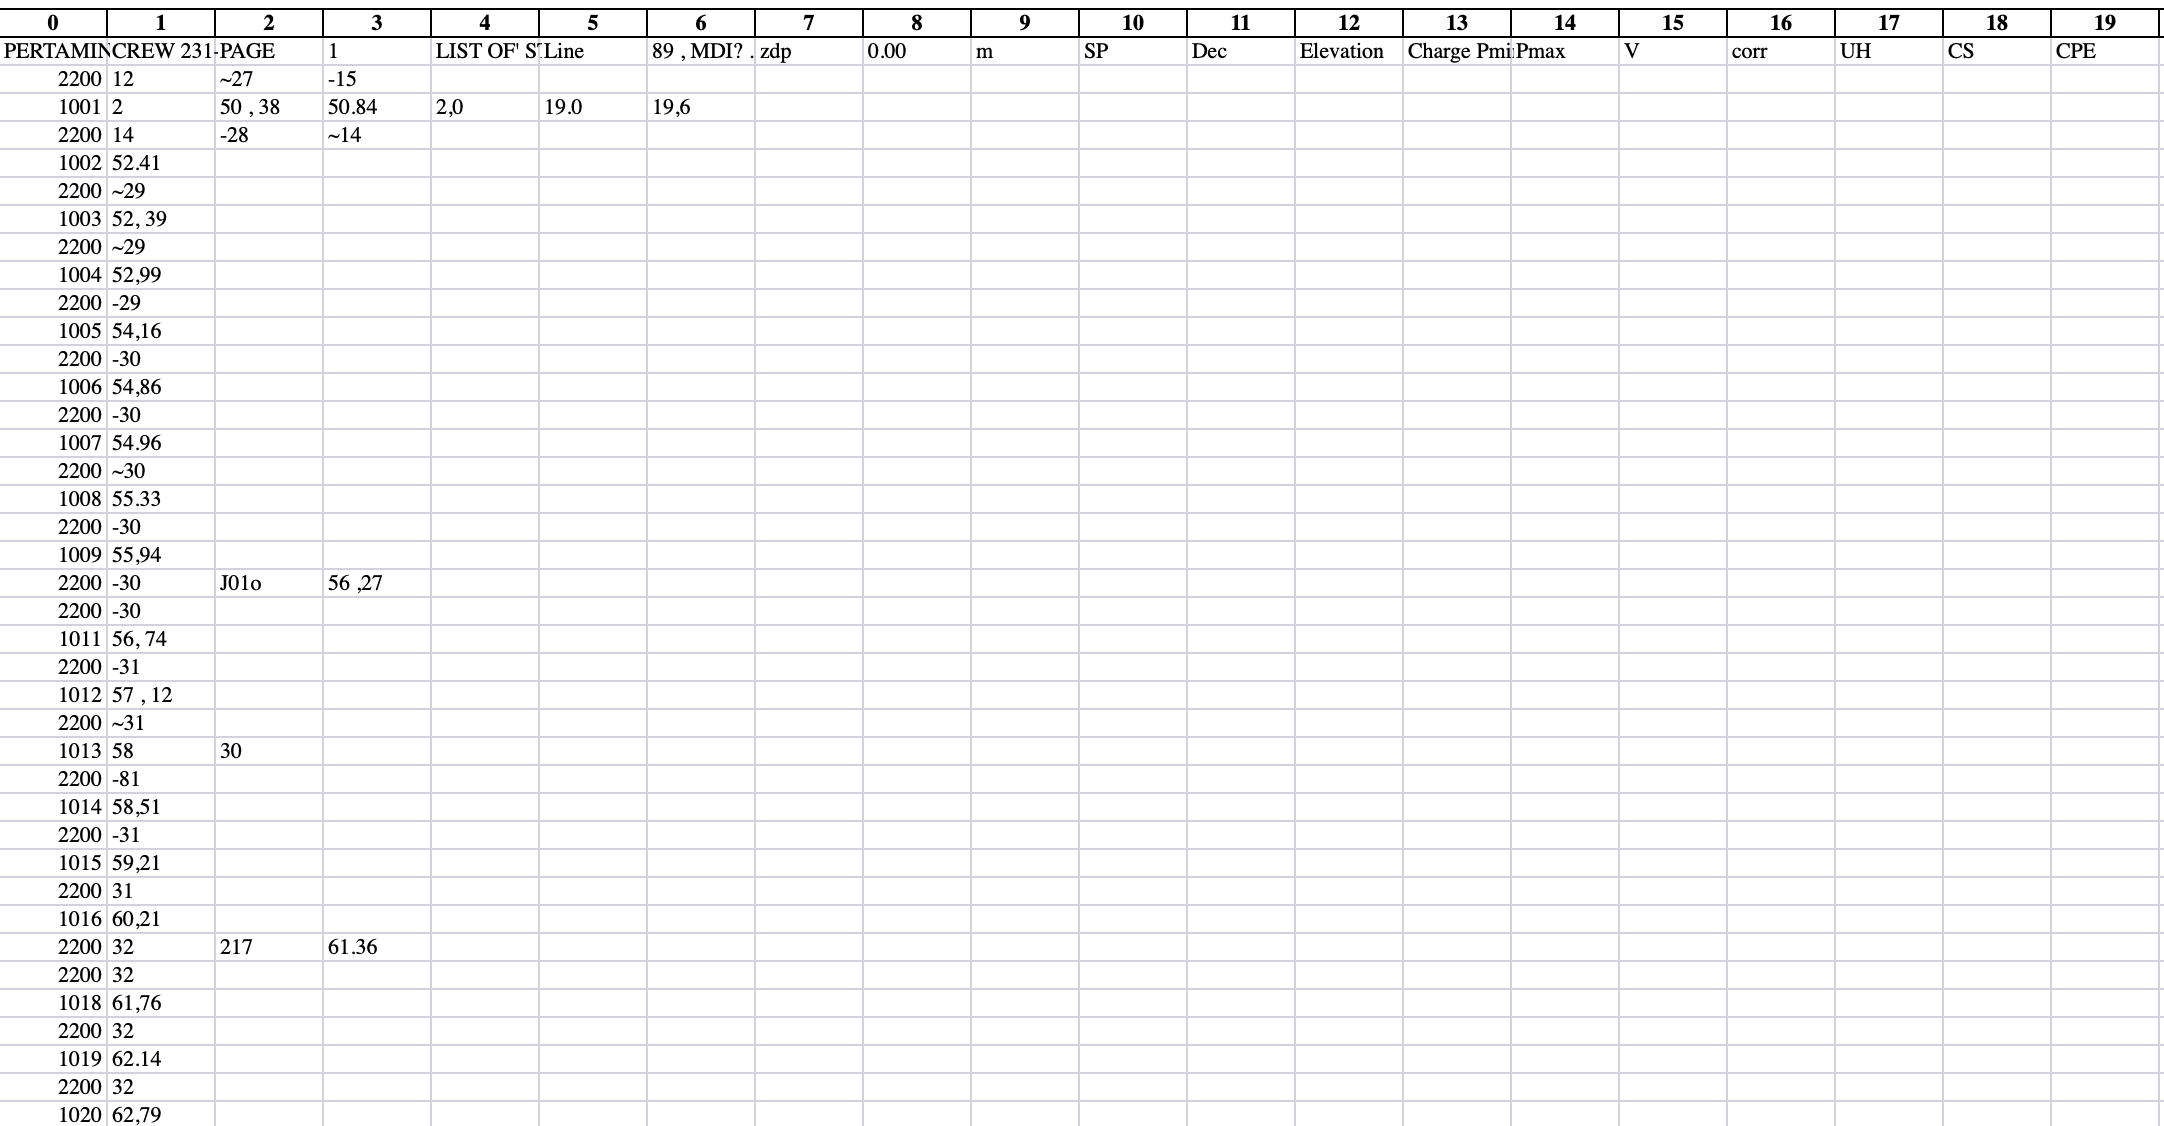 0 1 2 3 4 5 6 7 8 9 10 11 12 13 14 15 16 17 18 19
PERTAMIN CREW 231- PAGE 1 LIST OF' S Line 89 , MDI? . zdp 0.00 m SP Dec Elevation Charge Pmi Pmax V corr UH CS CPE
2200 12 ~27 -15
1001 2 50 , 38 50.84 2,0 19.0 19,6
2200 14 -28 ~14
1002 52.41
2200 ~29
1003 52, 39
2200 ~29
1004 52,99
2200 -29
1005 54,16
2200 -30
1006 54,86
2200 -30
1007 54.96
2200 ~30
1008 55.33
2200 -30
1009 55,94
2200 -30 J01o 56 ,27
2200 -30
1011 56, 74
2200 -31
1012 57 , 12
2200 ~31
1013 58 30
2200 -81
1014 58,51
2200 -31
1015 59,21
2200 31
1016 60,21
2200 32 217 61.36
2200 32
1018 61,76
2200 32
1019 62.14
2200 32
1020 62,79